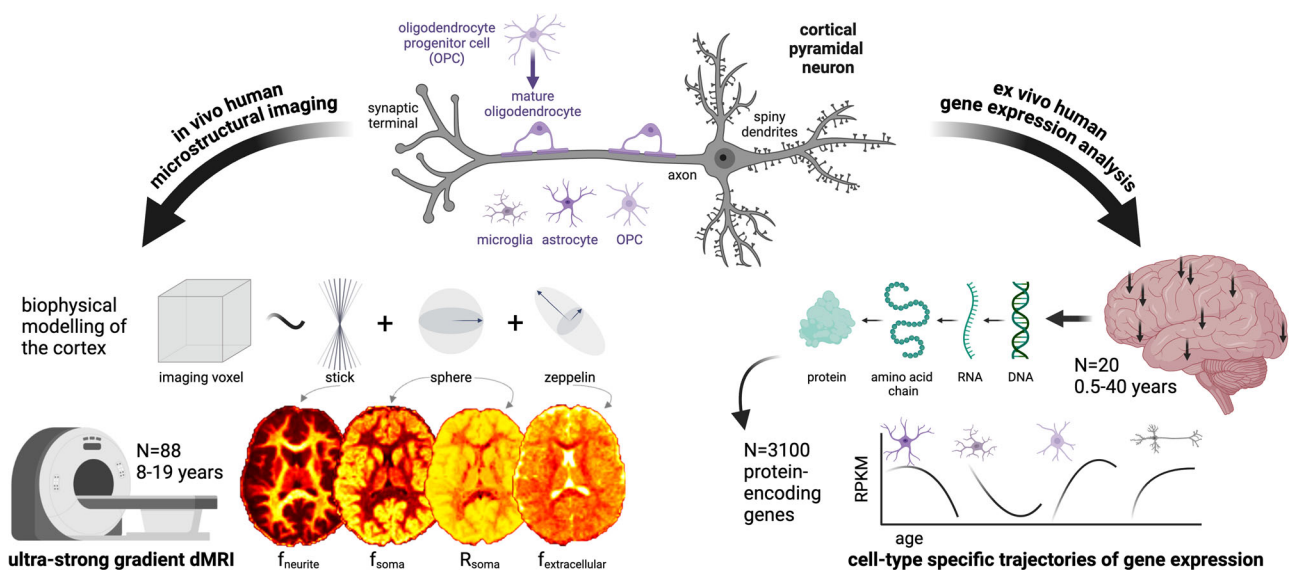 oligodendrocyte
progenitor cell
(OPC)
cortical
pyramidal
neuron
in vivo human
microstructural imaging
ex vivo human
gene expression analysis
synaptic
terminal
mature
oligodendrocyte
spiny
dendrites
axon
microglia
astrocyte
OPC
biophysical
modelling of
the cortex
+
+
imaging voxel
stick
sphere
zeppelin
N=88
8-19 years
ultra-strong gradient dMRI
fneurite
fsoma
Rsoma
fextracellular
protein
amino acid
chain
RNA
DNA
N=20
0.5-40 years
N=3100
protein-
encoding
genes
RPKM
age
cell-type specific trajectories of gene expression